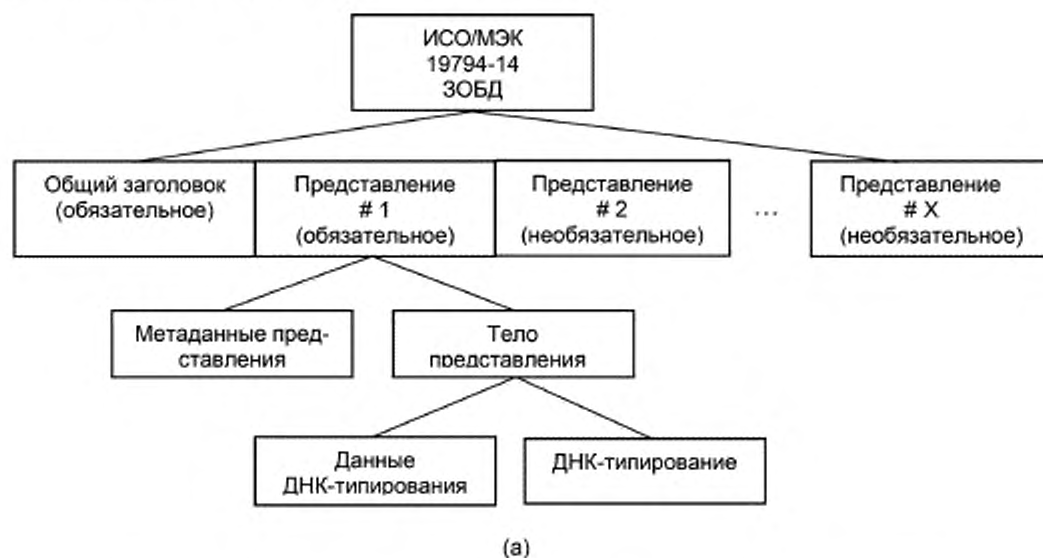 ИСО/МЭК
19794-14
ЗОБД
Общий заголовок
(обязательное)
Представление
# 1
(обязательное)
Представление
# 2
(необязательное)
...
Представление
# X
(необязательное)
Метаданные пред-
ставления
Тело
представления
Данные
ДНК-типирования
ДНК-типирование
(а)